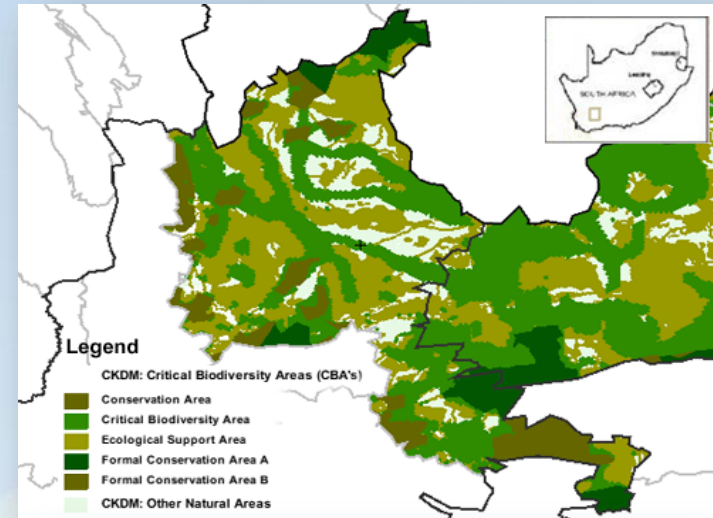 SOUTH AFRICA
Legend
CKDM: Critical Biodiversity Areas (CBA's)
Conservation Area
Critical Biodiversity Area
Ecological Support Area
Formal Conservation Area A
Formal Conservation Area B
CKDM: Other Natural Areas